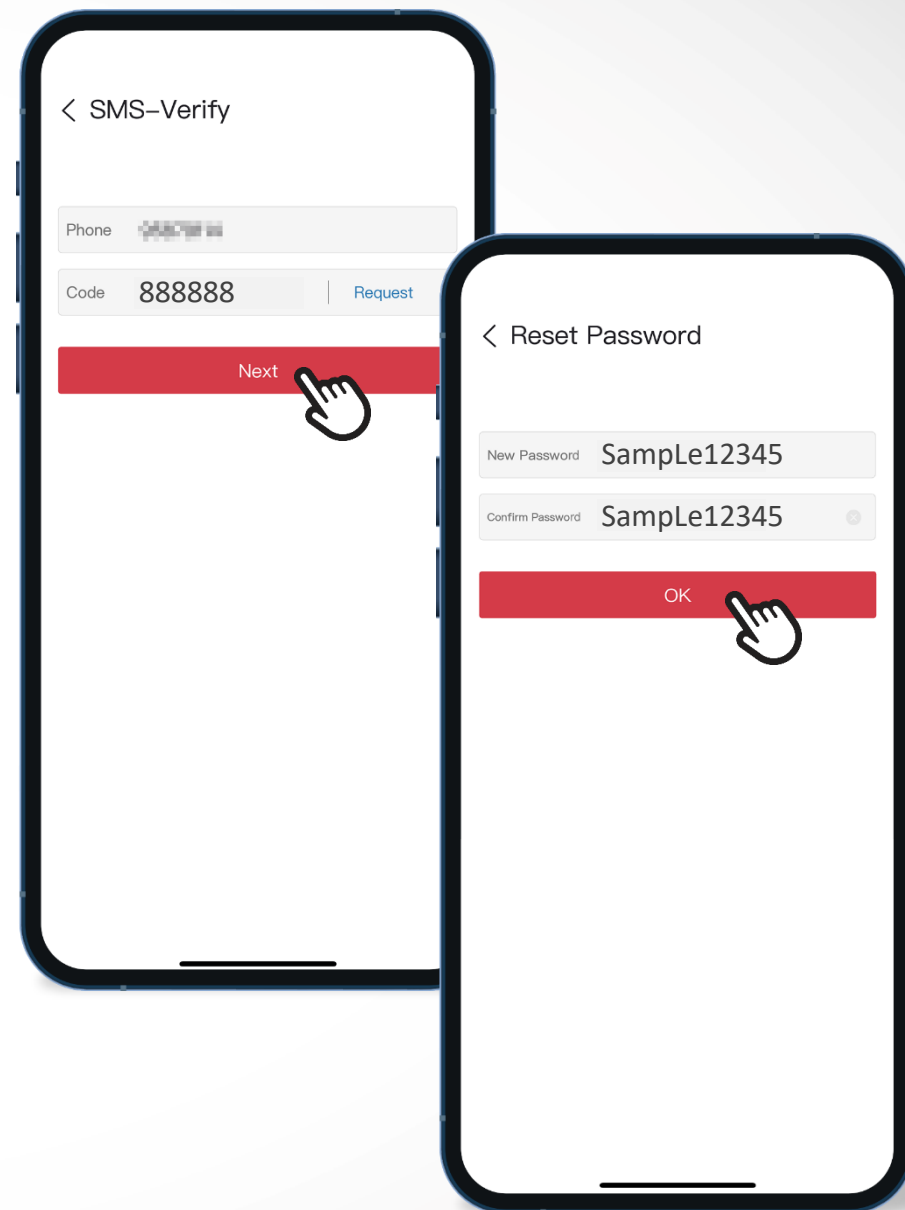 SMS-Verify
Phone
Code 888888 Request
Next
Reset Password
New Password SampLe12345
Confirm Password SampLe12345
OK